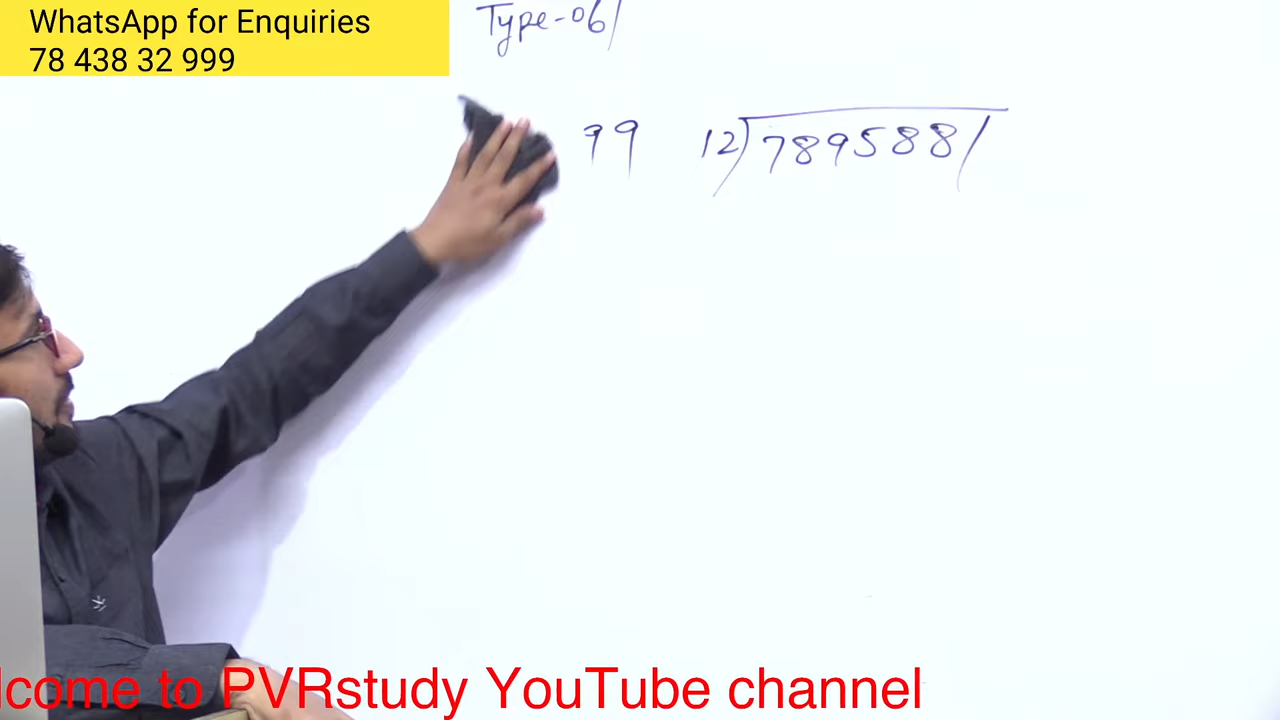 WhatsApp for Enquiries
78 438 32 999
Type-06/
99 12)789588/
lcome to PVRstudy YouTube channel